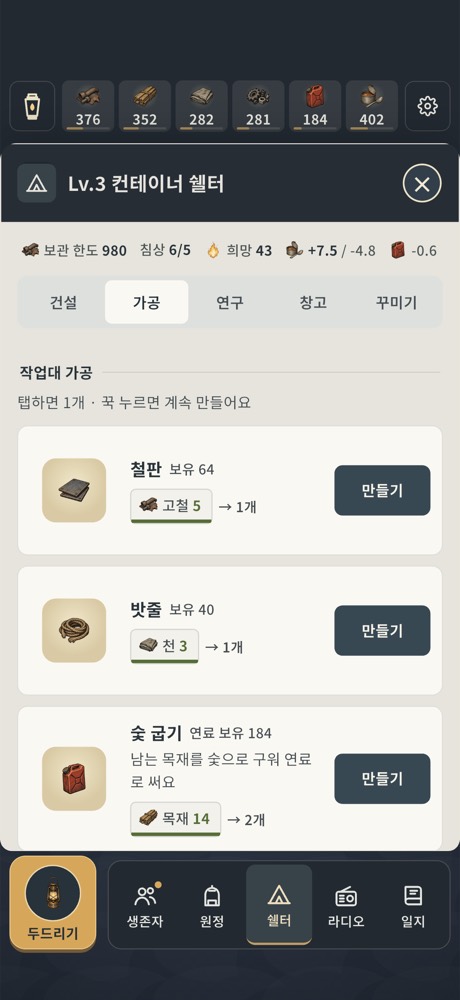 376 352 282 281 184 402
Lv.3 컨테이너 쉘터
보관 한도 980 침상 6/5 희망 43 +7.5 / -4.8 -0.6
건설 가공 연구 창고 꾸미기
작업대 가공
탭하면 1개 · 꾹 누르면 계속 만들어요
철판 보유 64
고철 5 → 1개
만들기
밧줄 보유 40
천 3 → 1개
만들기
숯 굽기 연료 보유 184
남는 목재를 숯으로 구워 연료
로 써요
목재 14 → 2개
만들기
두드리기 생존자 원정 쉘터 라디오 일지